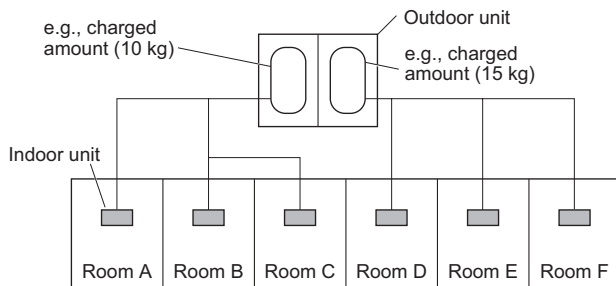 e.g., charged
amount (10 kg)
Outdoor unit
e.g., charged
amount (15 kg)
Indoor unit
Room A
Room B
Room C
Room D
Room E
Room F